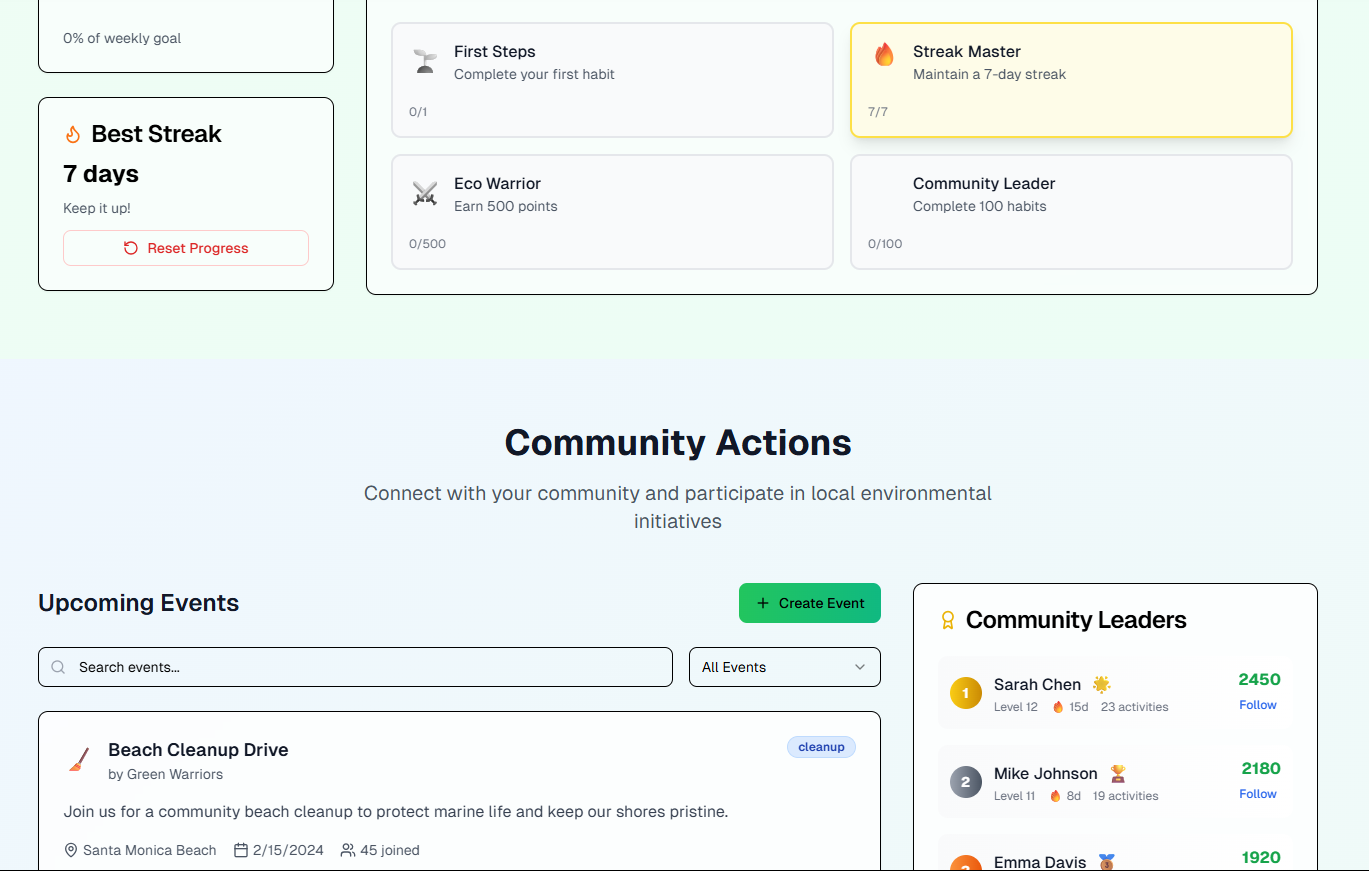 0% of weekly goal
Best Streak
7 days
Keep it up!
Reset Progress
First Steps
Complete your first habit
0/1
Streak Master
Maintain a 7-day streak
7/7
Eco Warrior
Earn 500 points
0/500
Community Leader
Complete 100 habits
0/100
Community Actions
Connect with your community and participate in local environmental
initiatives
Upcoming Events
Create Event
Search events...
All Events
Beach Cleanup Drive
cleanup
by Green Warriors
Join us for a community beach cleanup to protect marine life and keep our shores pristine.
Santa Monica Beach 2/15/2024 45 joined
Community Leaders
1
Sarah Chen
2450
Level 12 15d 23 activities
Follow
2
Mike Johnson
2180
Level 11 8d 19 activities
Follow
3
Emma Davis
1920